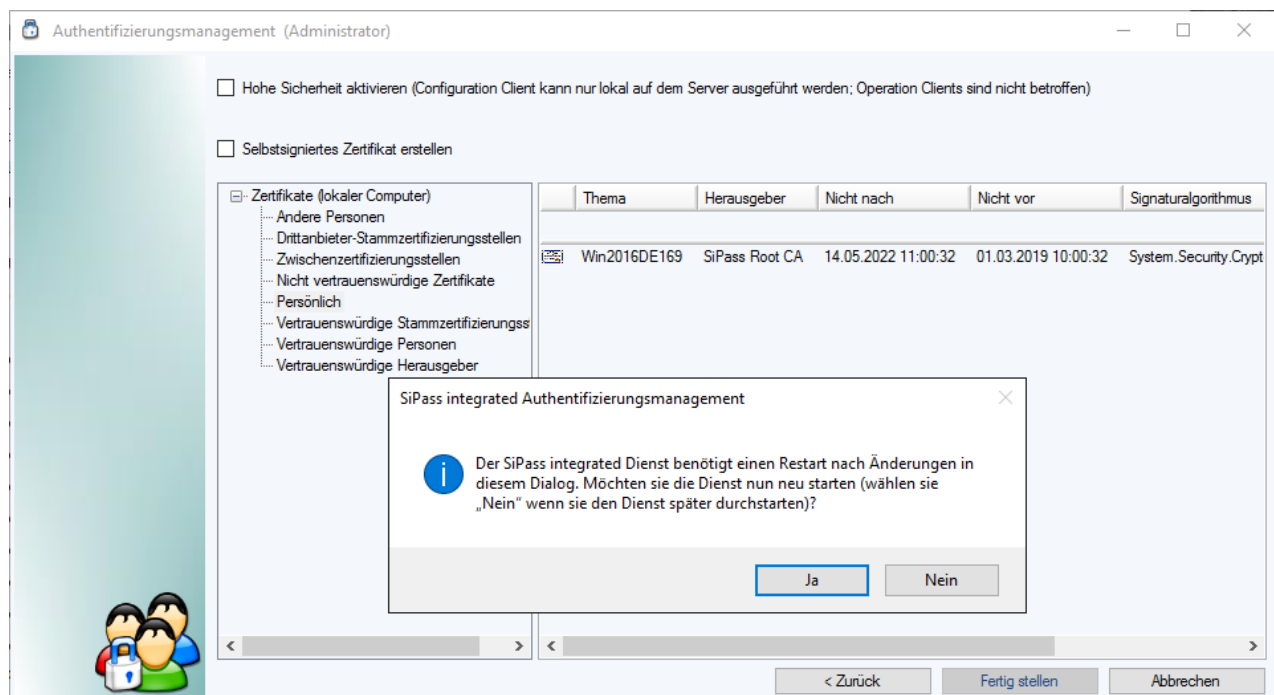 Authentifizierungsmanagement (Administrator)
Hohe Sicherheit aktivieren (Configuration Client kann nur lokal auf dem Server ausgeführt werden; Operation Clients sind nicht betroffen)
Selbstsigniertes Zertifikat erstellen
Zertifikate (lokaler Computer)
Andere Personen
Drittanbieter-Stammzertifizierungsstellen
Zwischenzertifizierungsstellen
Nicht vertrauenswürdige Zertifikate
Persönlich
Vertrauenswürdige Stammzertifizierungss
Vertrauenswürdige Personen
Vertrauenswürdige Herausgeber
Thema Herausgeber Nicht nach Nicht vor Signaturalgorithmus
Win2016DE169 SiPass Root CA 14.05.2022 11:00:32 01.03.2019 10:00:32 System.Security.Crypt
SiPass integrated Authentifizierungsmanagement
Der SiPass integrated Dienst benötigt einen Restart nach Änderungen in
diesem Dialog. Möchten sie die Dienst nun neu starten (wählen sie
„Nein“ wenn sie den Dienst später durchstarten)?
Ja Nein
< Zurück Fertig stellen Abbrechen